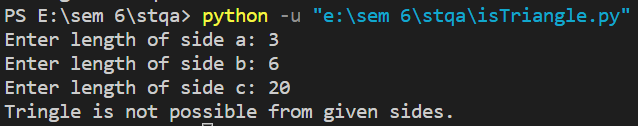 PS E:\sem 6\stqa> python -u "e:\sem 6\stqa\isTriangle.py"
Enter length of side a: 3
Enter length of side b: 6
Enter length of side c: 20
Tringle is not possible from given sides.